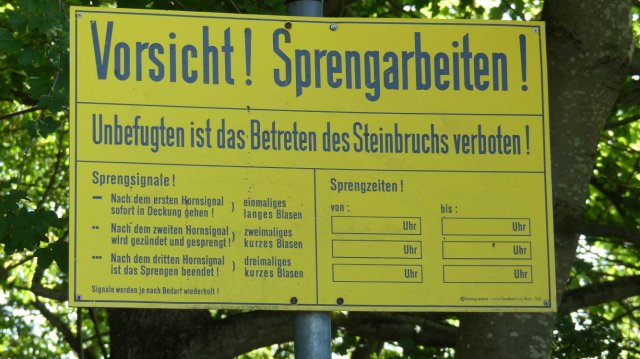 Vorsicht! Sprengarbeiten!
Unbefugten ist das Betreten des Steinbruchs verboten!
Sprengsignale!
– Nach dem ersten Hornsignal sofort in Deckung gehen! ) einmaliges langes Blasen
.. Nach dem zweiten Hornsignal wird gezündet und gesprengt! ) zweimaliges kurzes Blasen
... Nach dem dritten Hornsignal ist das Sprengen beendet! ) dreimaliges kurzes Blasen
Signale werden je nach Bedarf wiederholt!
Sprengzeiten!
von: bis:
Uhr Uhr
Uhr Uhr
Uhr Uhr